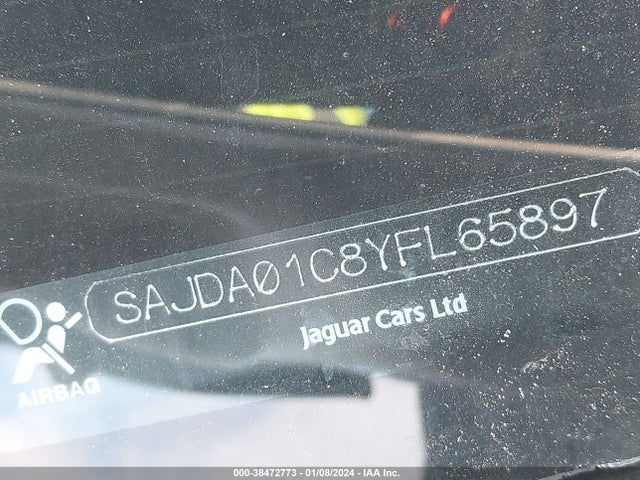 SAJDA01C8YFL65897
Jaguar Cars Ltd
AIRBAG
000-38472773 - 01/08/2024 - IAA Inc.